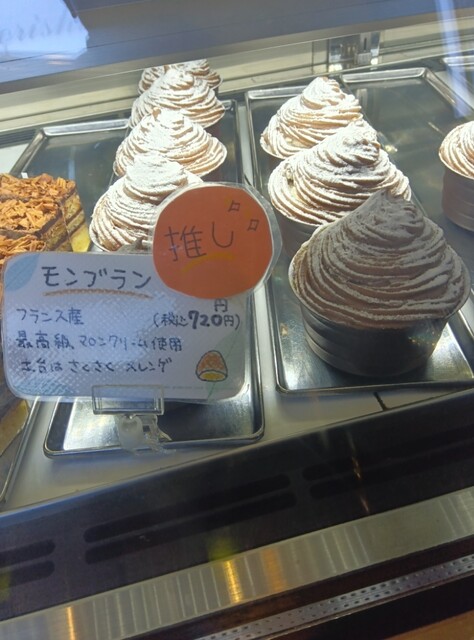 推し
モンブラン
円
フランス産
(税込720円)
最高級マロンクリーム使用
土台はさくさくメレンゲ